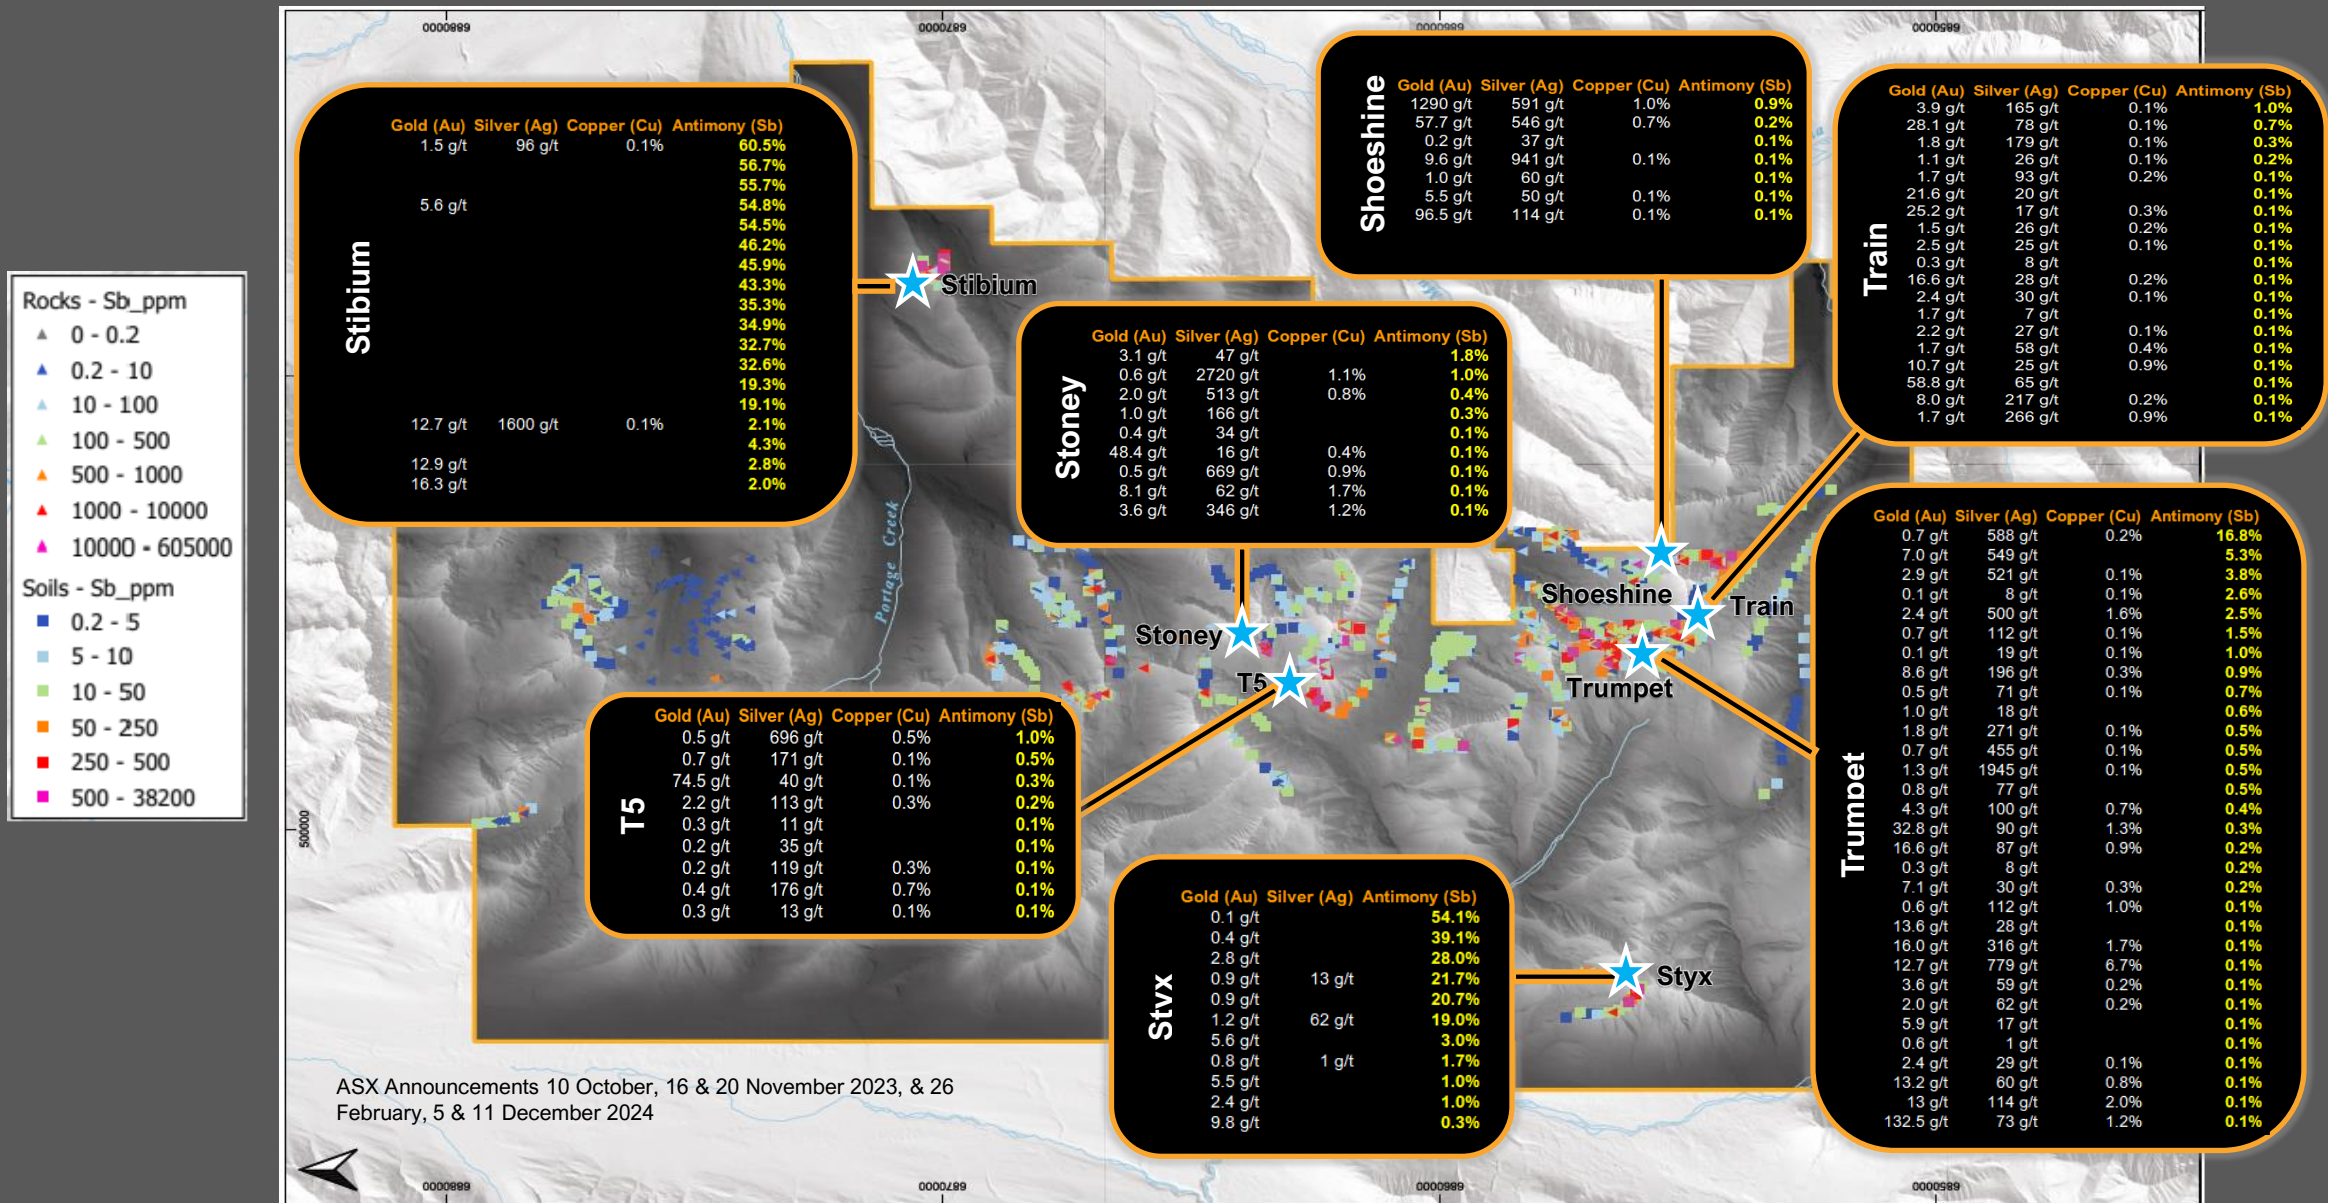 6880000
6870000
6860000
6850000
Stibium
Gold (Au) Silver (Ag) Copper (Cu) Antimony (Sb)
1.5 g/t 96 g/t 0.1% 60.5%
56.7%
55.7%
5.6 g/t 54.8%
54.5%
46.2%
45.9%
43.3%
35.3%
34.9%
32.7%
32.6%
19.3%
19.1%
12.7 g/t 1600 g/t 0.1% 2.1%
4.3%
12.9 g/t 2.8%
16.3 g/t 2.0%
Shoeshine
Gold (Au) Silver (Ag) Copper (Cu) Antimony (Sb)
1290 g/t 591 g/t 1.0% 0.9%
57.7 g/t 546 g/t 0.7% 0.2%
0.2 g/t 37 g/t 0.1%
9.6 g/t 941 g/t 0.1% 0.1%
1.0 g/t 60 g/t 0.1%
5.5 g/t 50 g/t 0.1% 0.1%
96.5 g/t 114 g/t 0.1% 0.1%
Train
Gold (Au) Silver (Ag) Copper (Cu) Antimony (Sb)
3.9 g/t 165 g/t 0.1% 1.0%
28.1 g/t 78 g/t 0.1% 0.7%
1.8 g/t 179 g/t 0.1% 0.3%
1.1 g/t 26 g/t 0.1% 0.2%
1.7 g/t 93 g/t 0.2% 0.1%
21.6 g/t 20 g/t 0.1%
25.2 g/t 17 g/t 0.3% 0.1%
1.5 g/t 26 g/t 0.2% 0.1%
2.5 g/t 25 g/t 0.1% 0.1%
0.3 g/t 8 g/t 0.1%
16.6 g/t 28 g/t 0.2% 0.1%
2.4 g/t 30 g/t 0.1% 0.1%
1.7 g/t 7 g/t 0.1%
2.2 g/t 27 g/t 0.1% 0.1%
1.7 g/t 58 g/t 0.4% 0.1%
10.7 g/t 25 g/t 0.9% 0.1%
58.8 g/t 65 g/t 0.1%
8.0 g/t 217 g/t 0.2% 0.1%
1.7 g/t 266 g/t 0.9% 0.1%
Rocks - Sb_ppm
0 - 0.2
0.2 - 10
10 - 100
100 - 500
500 - 1000
1000 - 10000
10000 - 605000
Soils - Sb_ppm
0.2 - 5
5 - 10
10 - 50
50 - 250
250 - 500
500 - 38200
Stibium
Stoney
Gold (Au) Silver (Ag) Copper (Cu) Antimony (Sb)
3.1 g/t 47 g/t 1.8%
0.6 g/t 2720 g/t 1.1% 1.0%
2.0 g/t 513 g/t 0.8% 0.4%
1.0 g/t 166 g/t 0.3%
0.4 g/t 34 g/t 0.1%
48.4 g/t 16 g/t 0.4% 0.1%
0.5 g/t 669 g/t 0.9% 0.1%
8.1 g/t 62 g/t 1.7% 0.1%
3.6 g/t 346 g/t 1.2% 0.1%
Portage Creek
Shoeshine
Train
Stoney
T5
Trumpet
Trumpet
Gold (Au) Silver (Ag) Copper (Cu) Antimony (Sb)
0.7 g/t 588 g/t 0.2% 16.8%
7.0 g/t 549 g/t 5.3%
2.9 g/t 521 g/t 0.1% 3.8%
0.1 g/t 8 g/t 0.1% 2.6%
2.4 g/t 500 g/t 1.6% 2.5%
0.7 g/t 112 g/t 0.1% 1.5%
0.1 g/t 19 g/t 0.1% 1.0%
8.6 g/t 196 g/t 0.3% 0.9%
0.5 g/t 71 g/t 0.1% 0.7%
1.0 g/t 18 g/t 0.6%
1.8 g/t 271 g/t 0.1% 0.5%
0.7 g/t 455 g/t 0.1% 0.5%
1.3 g/t 1945 g/t 0.1% 0.5%
0.8 g/t 77 g/t 0.5%
4.3 g/t 100 g/t 0.7% 0.4%
32.8 g/t 90 g/t 1.3% 0.3%
16.6 g/t 87 g/t 0.9% 0.2%
0.3 g/t 8 g/t 0.2%
7.1 g/t 30 g/t 0.3% 0.2%
0.6 g/t 112 g/t 1.0% 0.1%
13.6 g/t 28 g/t 0.1%
16.0 g/t 316 g/t 1.7% 0.1%
12.7 g/t 779 g/t 6.7% 0.1%
3.6 g/t 59 g/t 0.2% 0.1%
2.0 g/t 62 g/t 0.2% 0.1%
5.9 g/t 17 g/t 0.1%
0.6 g/t 1 g/t 0.1%
2.4 g/t 29 g/t 0.1% 0.1%
13.2 g/t 60 g/t 0.8% 0.1%
13 g/t 114 g/t 2.0% 0.1%
132.5 g/t 73 g/t 1.2% 0.1%
500000
T5
Gold (Au) Silver (Ag) Copper (Cu) Antimony (Sb)
0.5 g/t 696 g/t 0.5% 1.0%
0.7 g/t 171 g/t 0.1% 0.5%
74.5 g/t 40 g/t 0.1% 0.3%
2.2 g/t 113 g/t 0.3% 0.2%
0.3 g/t 11 g/t 0.1%
0.2 g/t 35 g/t 0.1%
0.2 g/t 119 g/t 0.3% 0.1%
0.4 g/t 176 g/t 0.7% 0.1%
0.3 g/t 13 g/t 0.1% 0.1%
Styx
Gold (Au) Silver (Ag) Antimony (Sb)
0.1 g/t 54.1%
0.4 g/t 39.1%
2.8 g/t 28.0%
0.9 g/t 13 g/t 21.7%
0.9 g/t 20.7%
1.2 g/t 62 g/t 19.0%
5.6 g/t 3.0%
0.8 g/t 1 g/t 1.7%
5.5 g/t 1.0%
2.4 g/t 1.0%
9.8 g/t 0.3%
Styx
ASX Announcements 10 October, 16 & 20 November 2023, & 26
February, 5 & 11 December 2024
6880000
6870000
6860000
6850000